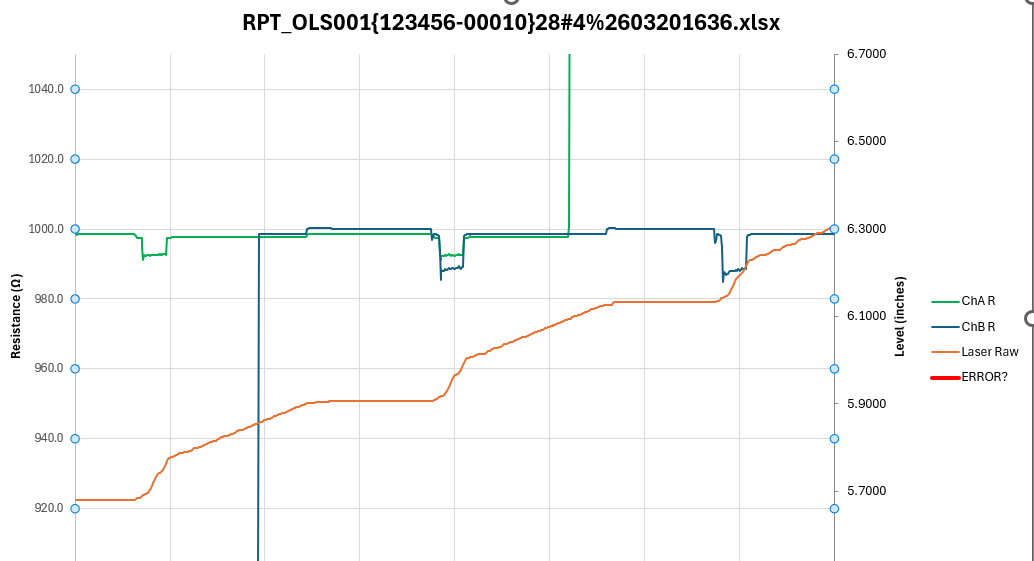 RPT_OLS001{123456-00010}28#4%2603201636.xlsx
6.7000
1040.0
6.5000
1020.0
1000.0
6.3000
980.0
6.1000
Resistance (Ω)
Level (inches)
ChA R
ChB R
Laser Raw
ERROR?
960.0
5.9000
940.0
5.7000
920.0